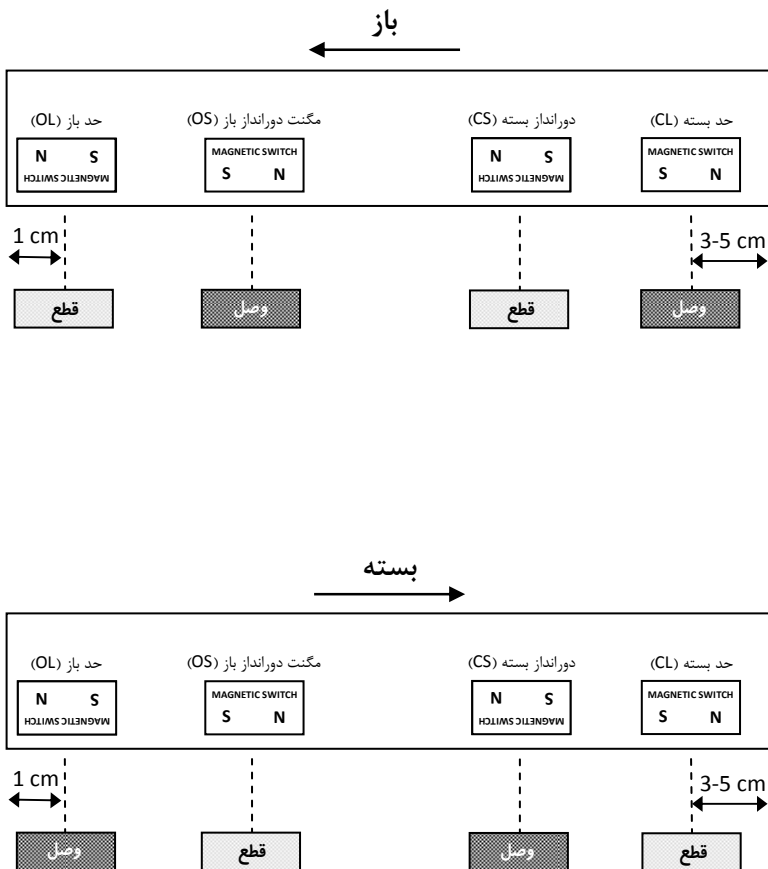 باز
حد باز (OL) مگنت دورانداز باز (OS) دورانداز بسته (CS) حد بسته (CL)
N S
MAGNETIC SWITCH
MAGNETIC SWITCH
S N
N S
MAGNETIC SWITCH
MAGNETIC SWITCH
S N
1 cm
3-5 cm
قطع وصل قطع وصل
بسته
حد باز (OL) مگنت دورانداز باز (OS) دورانداز بسته (CS) حد بسته (CL)
N S
MAGNETIC SWITCH
MAGNETIC SWITCH
S N
N S
MAGNETIC SWITCH
MAGNETIC SWITCH
S N
1 cm
3-5 cm
وصل قطع وصل قطع